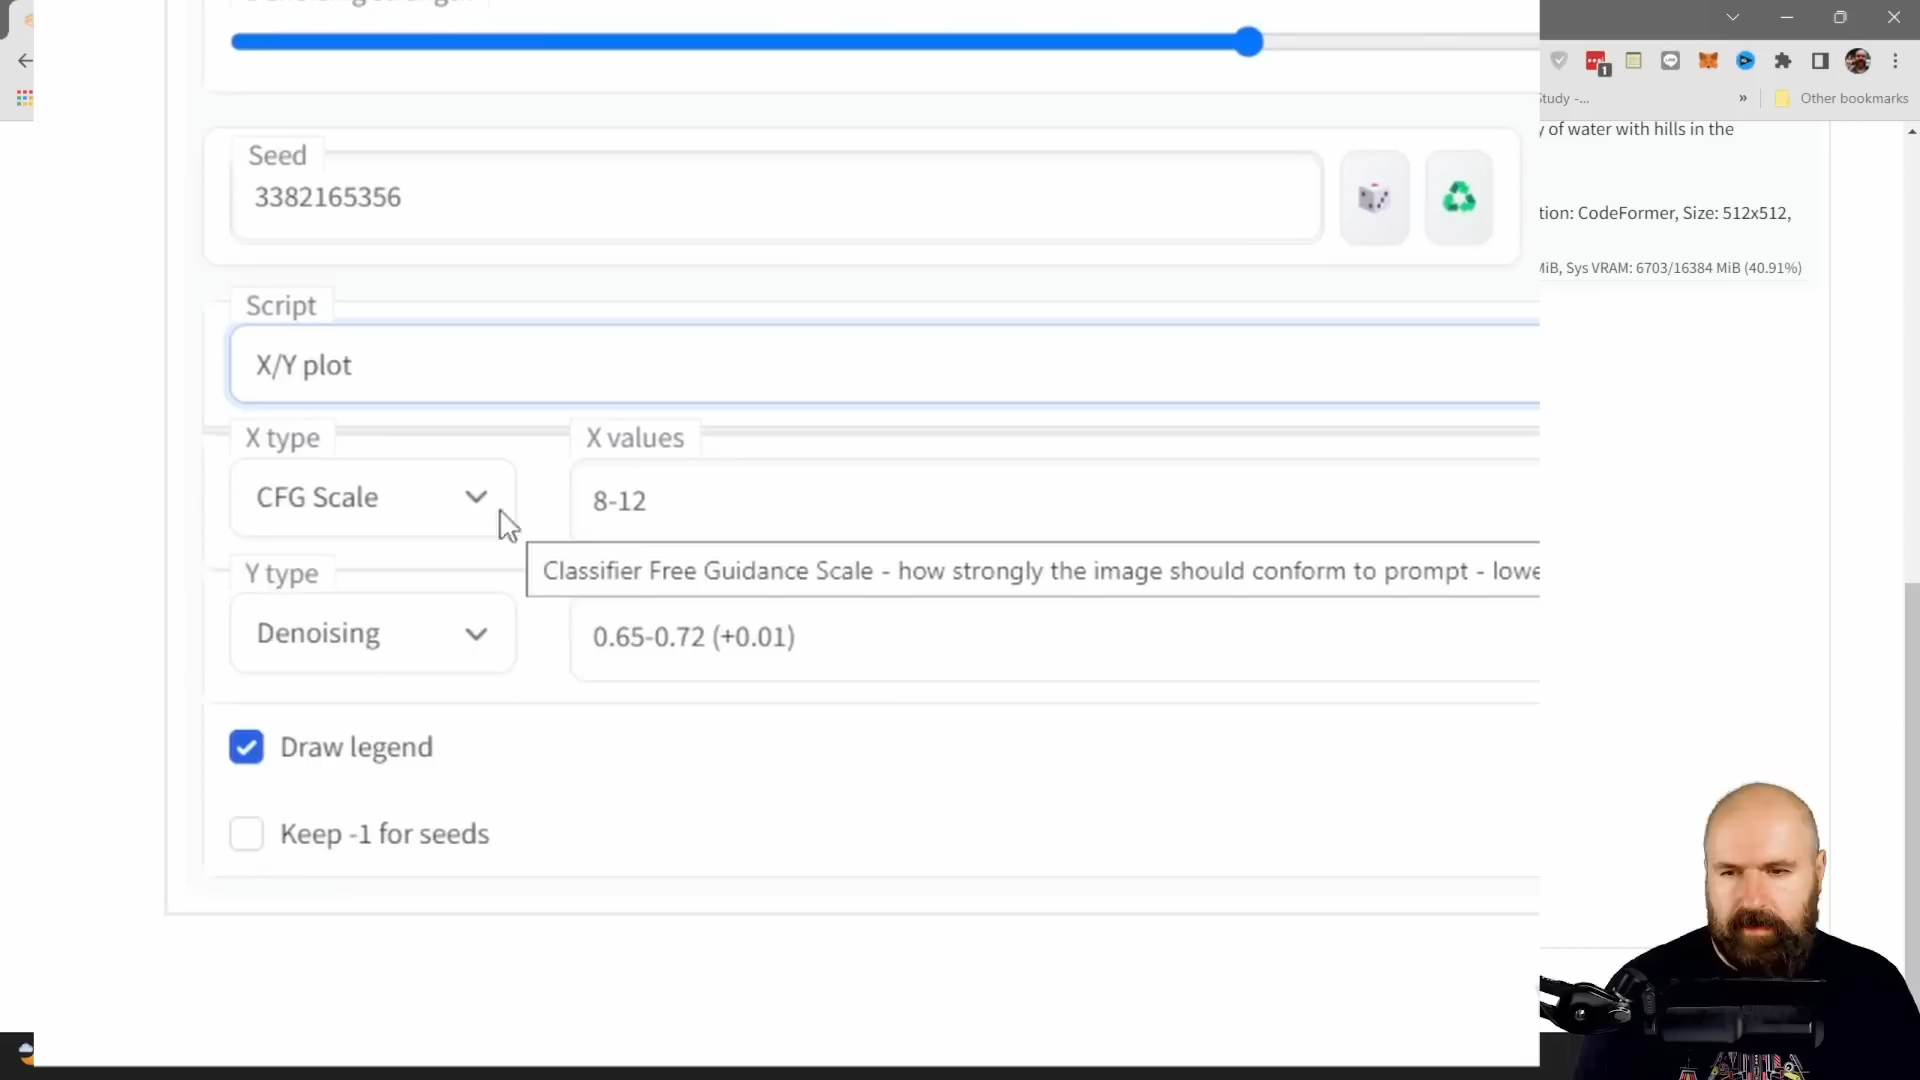 1
Study -...
»
Other bookmarks
y of water with hills in the
Seed
3382165356
tion: CodeFormer, Size: 512x512,
MiB, Sys VRAM: 6703/16384 MiB (40.91%)
Script
X/Y plot
X type
X values
CFG Scale
8-12
Classifier Free Guidance Scale - how strongly the image should conform to prompt - lowe
Y type
Denoising
0.65-0.72 (+0.01)
Draw legend
Keep -1 for seeds